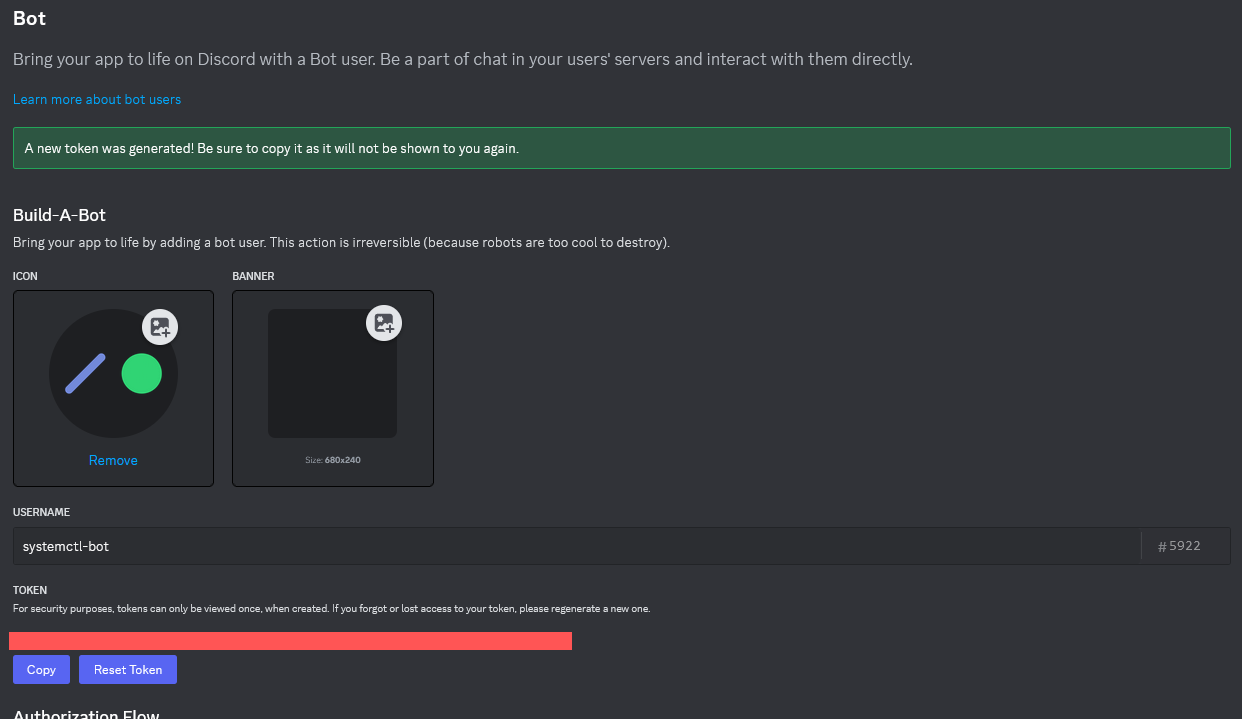 Bot
Bring your app to life on Discord with a Bot user. Be a part of chat in your users' servers and interact with them directly.
Learn more about bot users
A new token was generated! Be sure to copy it as it will not be shown to you again.
Build-A-Bot
Bring your app to life by adding a bot user. This action is irreversible (because robots are too cool to destroy).
ICON
BANNER
Remove
Size: 680x240
USERNAME
systemctl-bot
#5922
TOKEN
For security purposes, tokens can only be viewed once, when created. If you forgot or lost access to your token, please regenerate a new one.
Copy
Reset Token
Authorization Flow